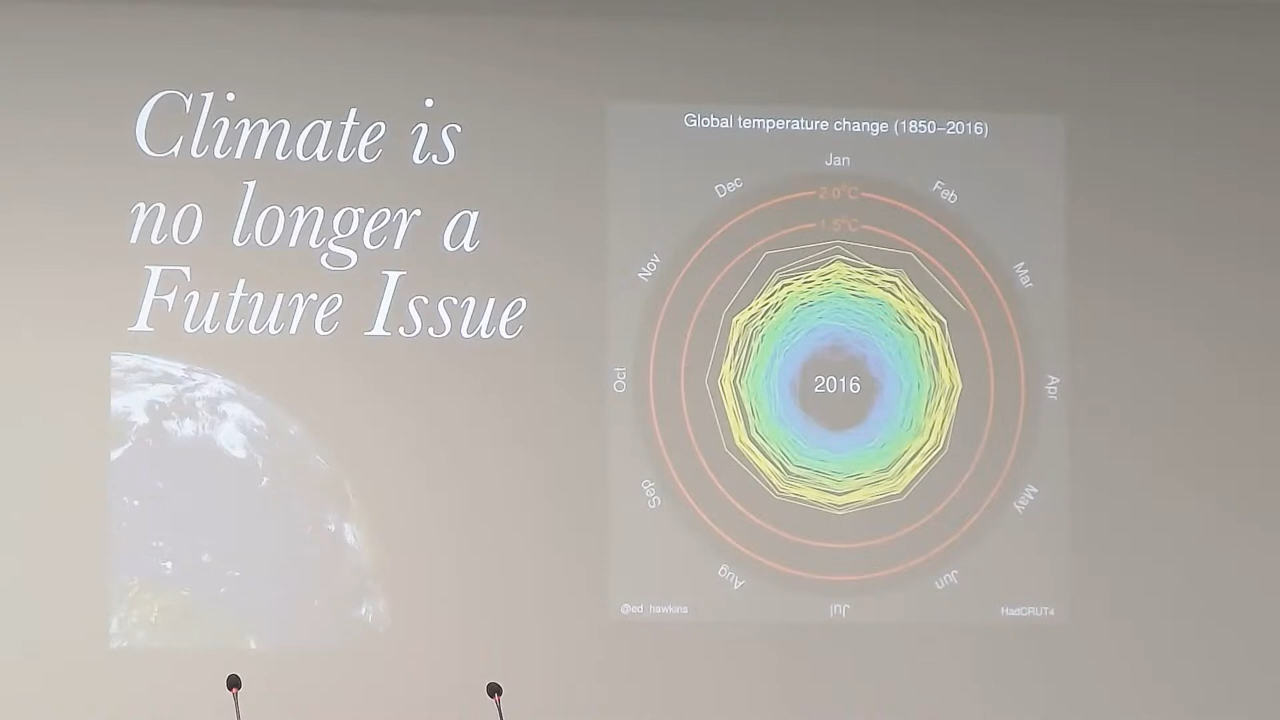 Climate is
no longer a
Future Issue
Global temperature change (1850–2016)
Jan
Feb
Mar
Apr
May
Jun
Jul
Aug
Sep
Oct
Nov
Dec
2.0°C
1.5°C
2016
@ed_hawkins
HadCRUT4